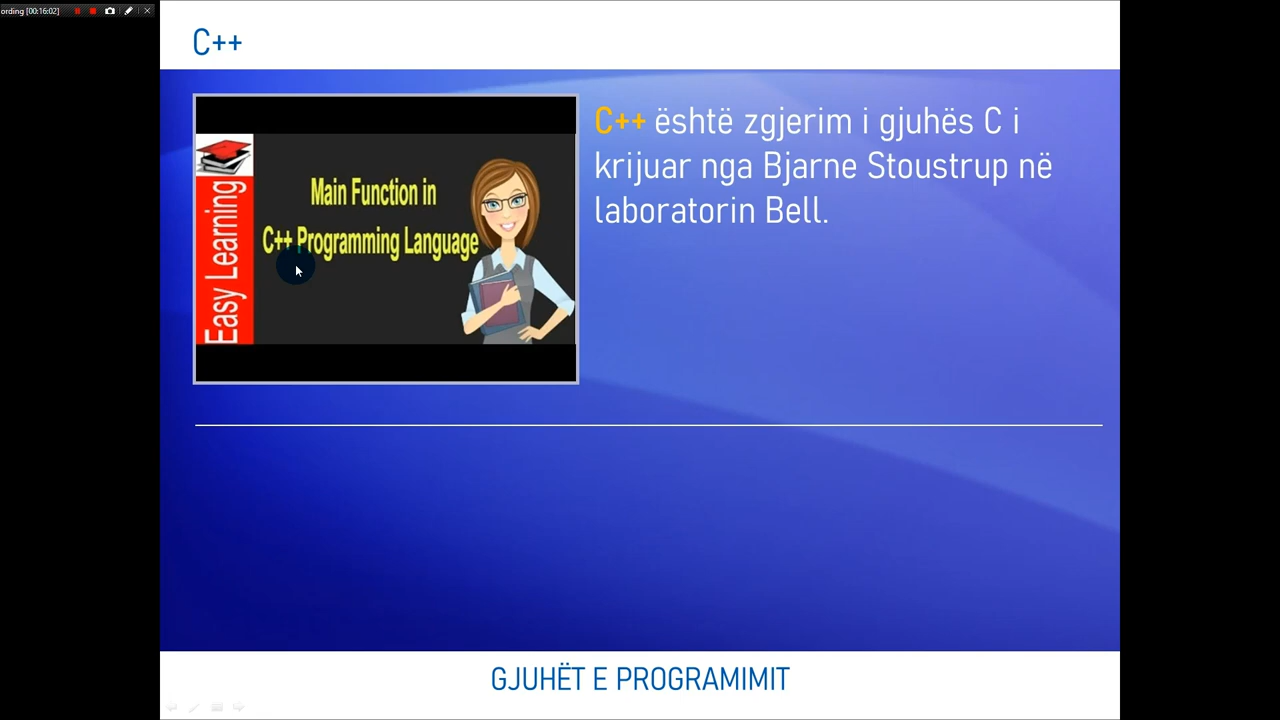 ording [00:16:02]
C++
Easy Learning
Main Function in
C++ Programming Language
C++ është zgjerim i gjuhës C i
krijuar nga Bjarne Stoustrup në
laboratorin Bell.
GJUHËT E PROGRAMIMIT